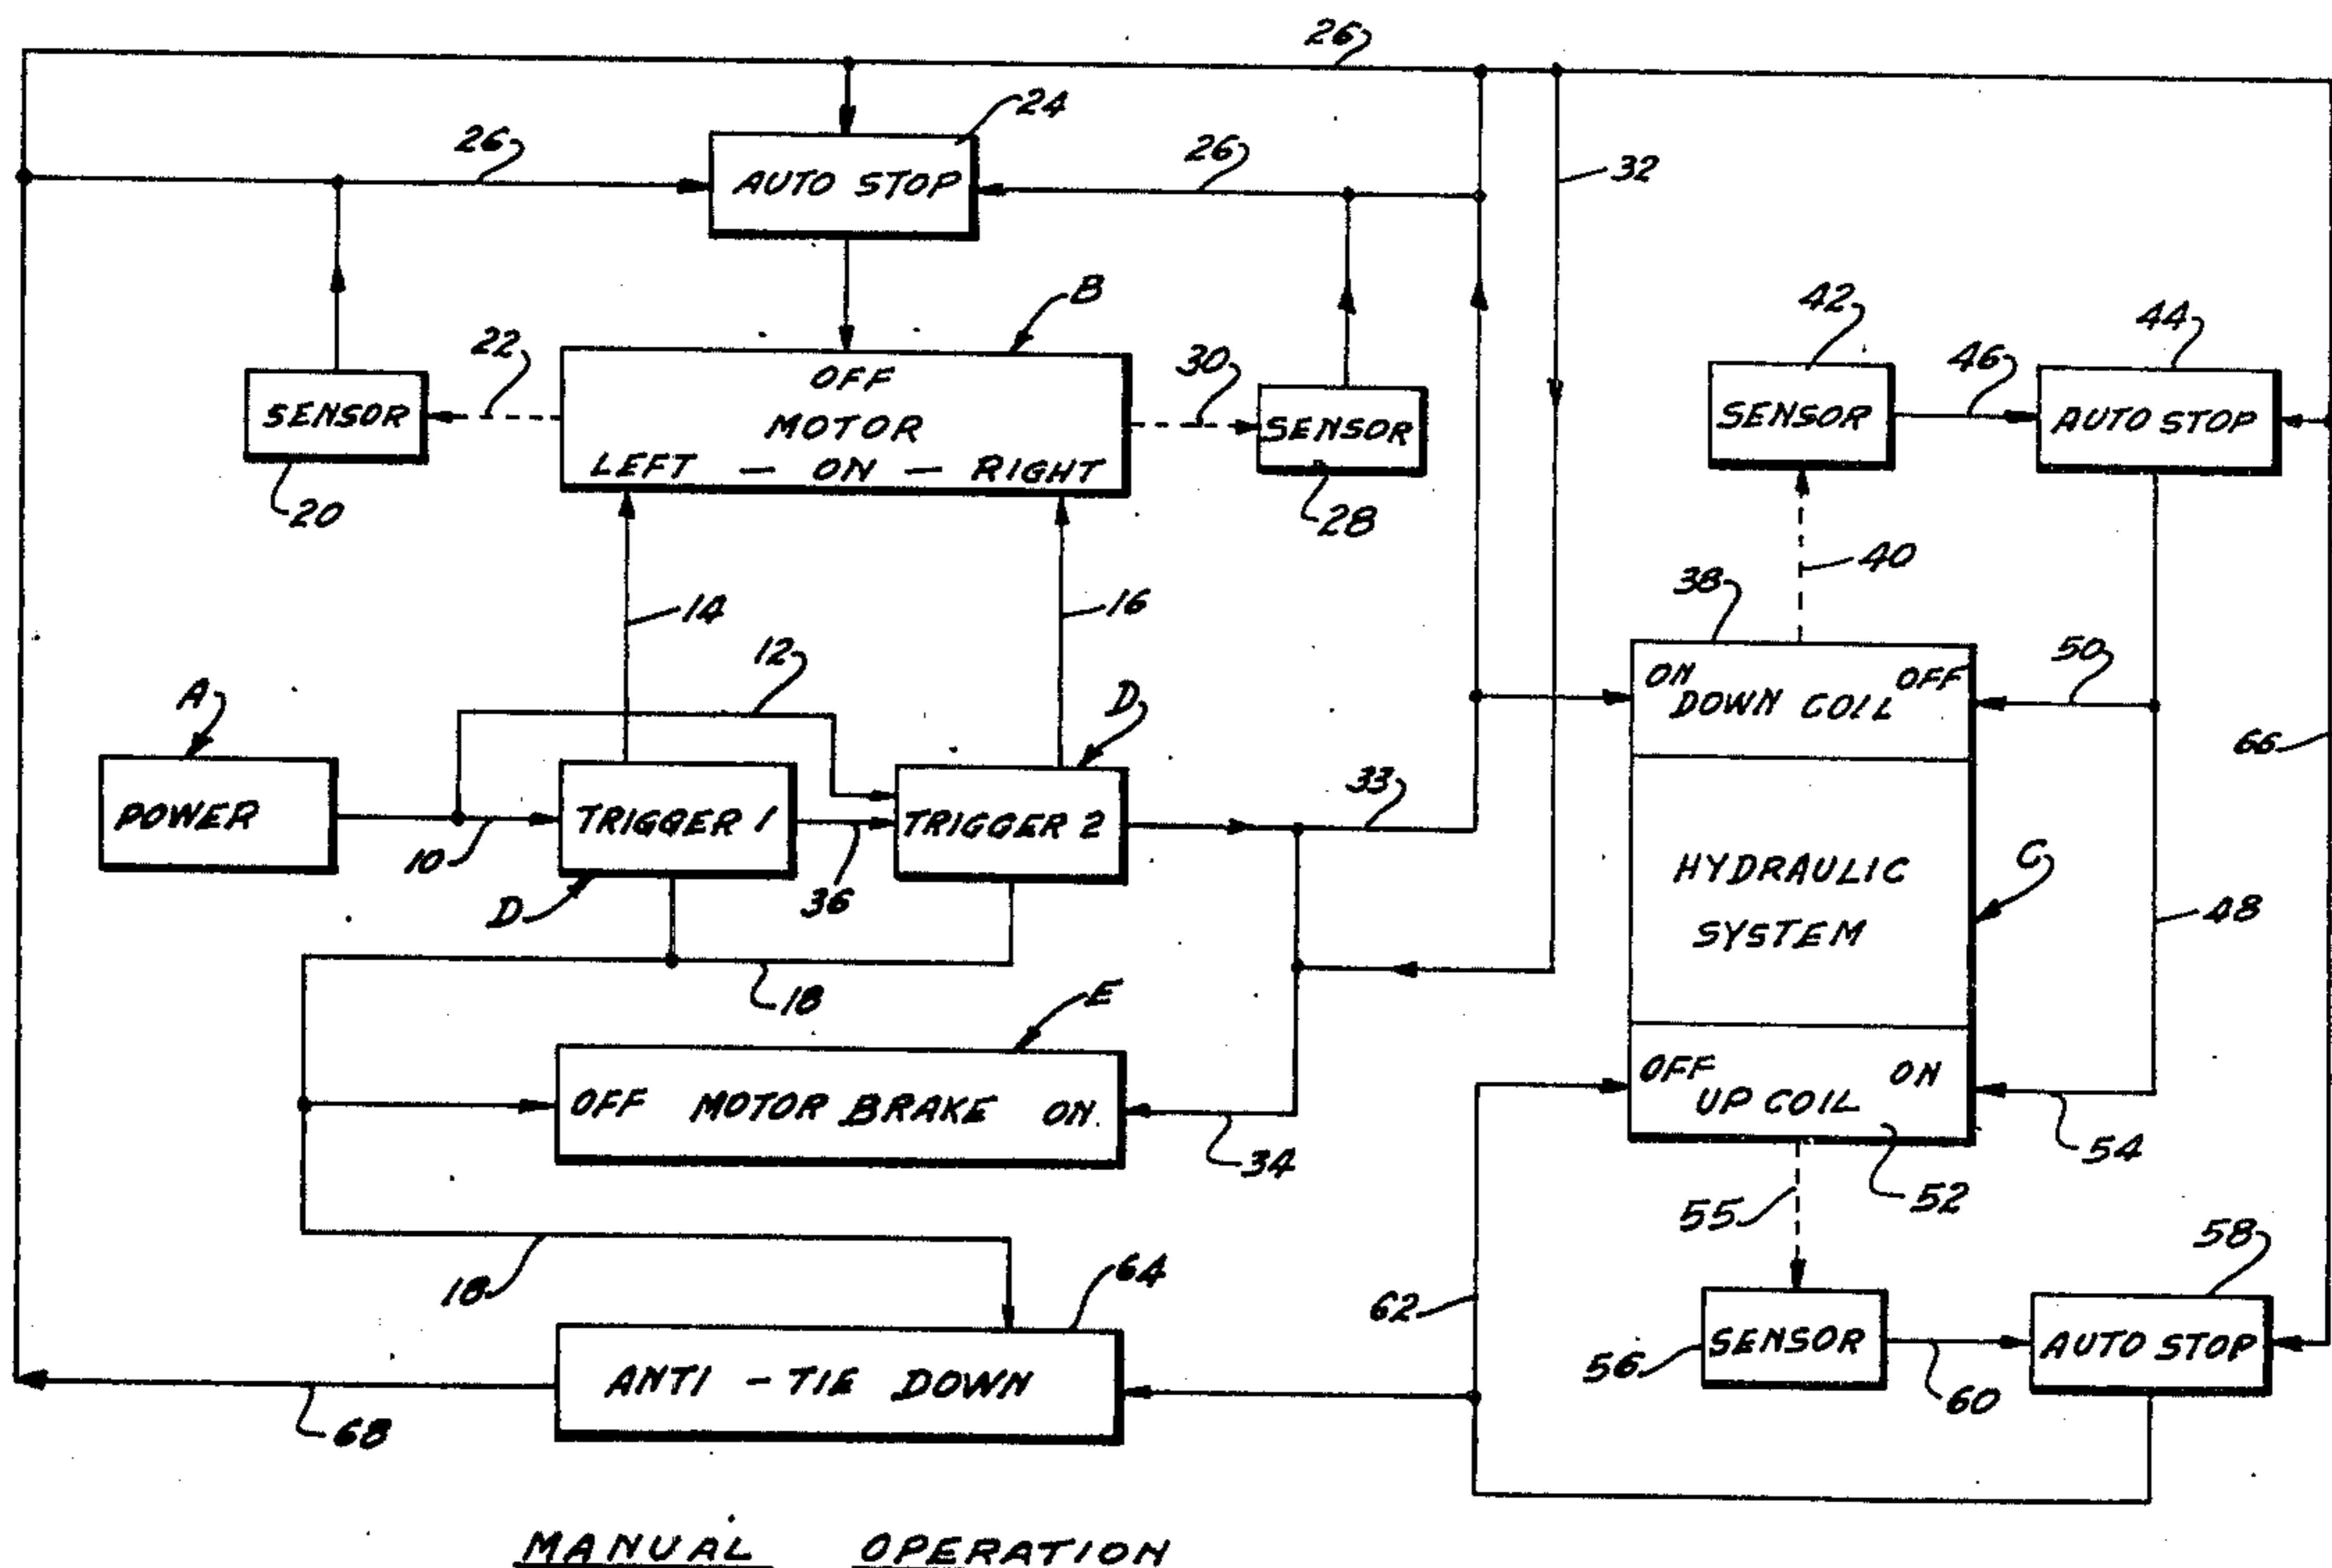 26
24
26
26
32
AUTO STOP
B
42
44
22
30
46
OFF
MOTOR
LEFT — ON — RIGHT
SENSOR
SENSOR
SENSOR
AUTO STOP
20
28
40
38
14
16
12
50
ON
OFF
DOWN COIL
A
D
66
POWER
TRIGGER 1
TRIGGER 2
33
10
36
D
HYDRAULIC
SYSTEM
C
48
18
E
OFF MOTOR BRAKE ON
OFF
ON
UP COIL
34
54
55
52
18
64
62
58
56
SENSOR
AUTO STOP
60
ANTI - TIE DOWN
68
MANUAL OPERATION